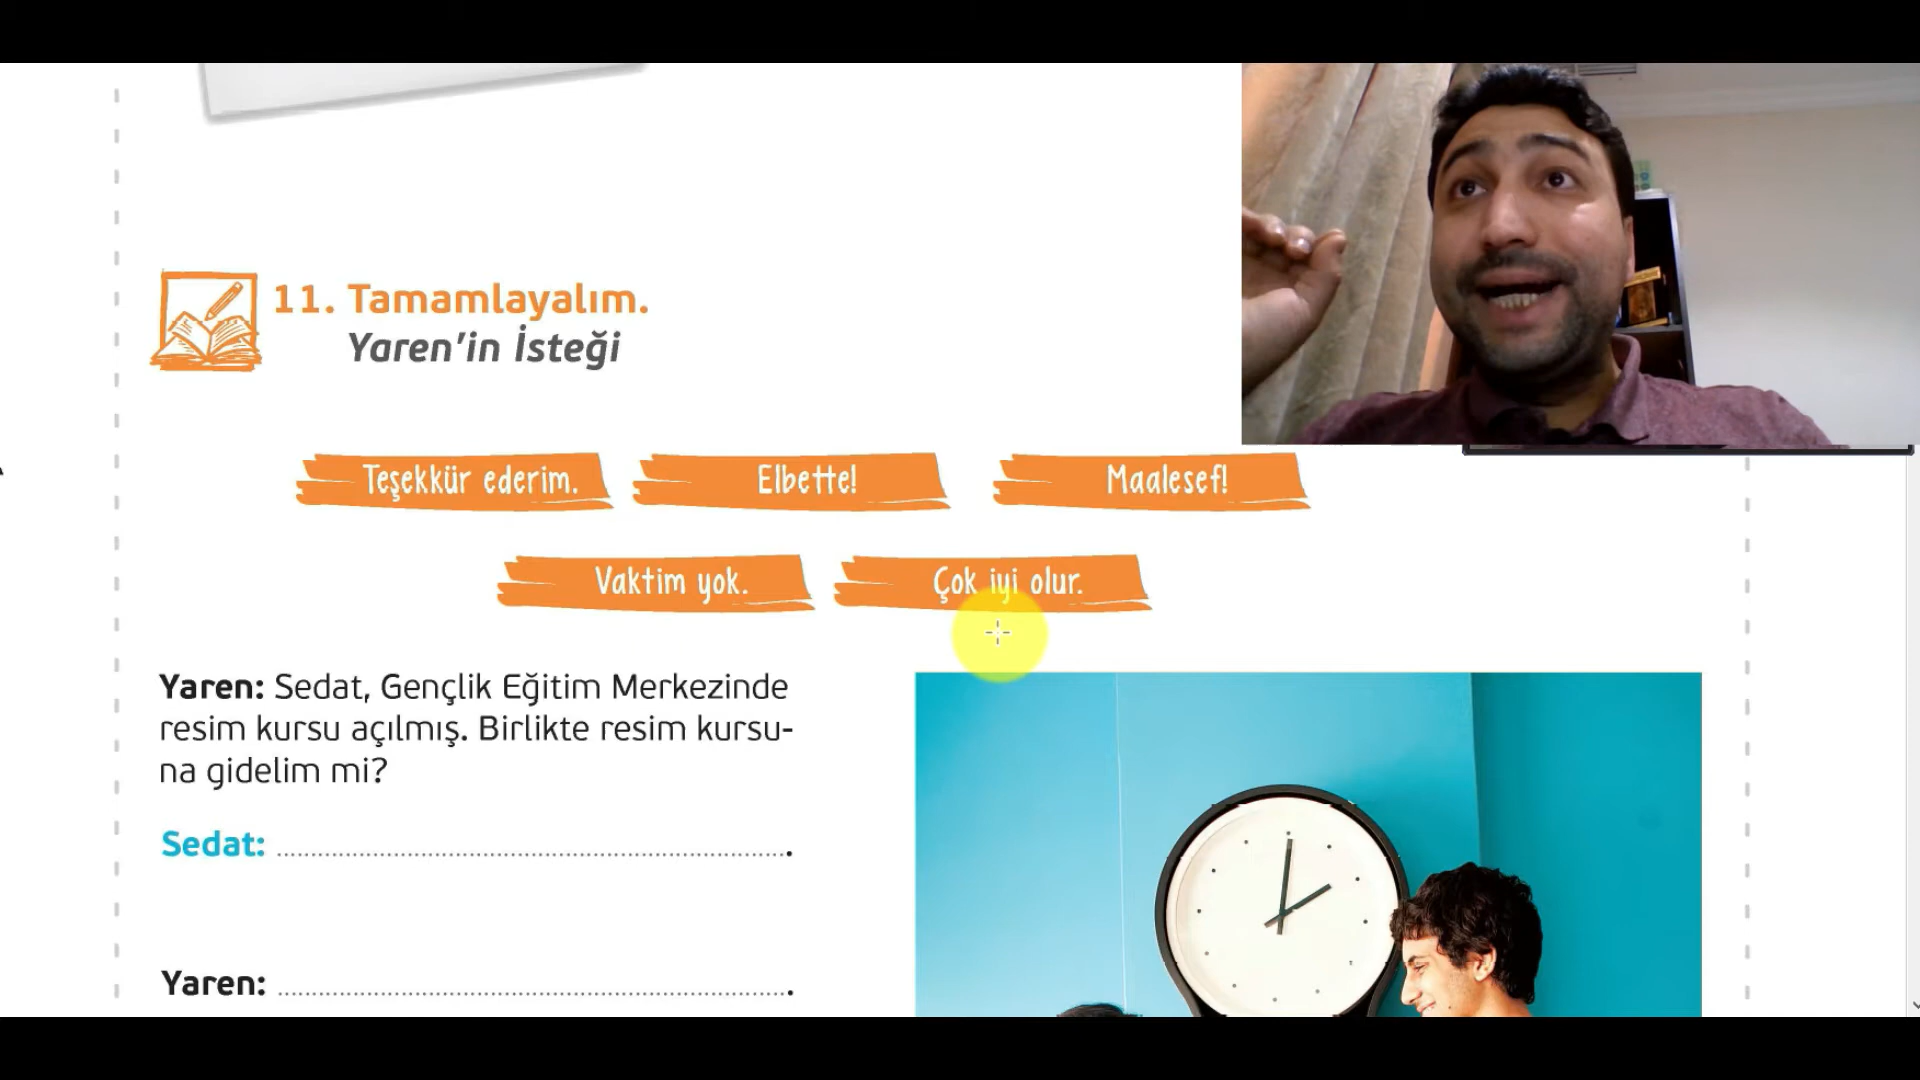 11. Tamamlayalım.
Yaren’in İsteği
Teşekkür ederim. Elbette! Maalesef!
Vaktim yok. Çok iyi olur.
Yaren: Sedat, Gençlik Eğitim Merkezinde
resim kursu açılmış. Birlikte resim kursu-
na gidelim mi?
Sedat: ........................................................................... .
Yaren: ........................................................................... .